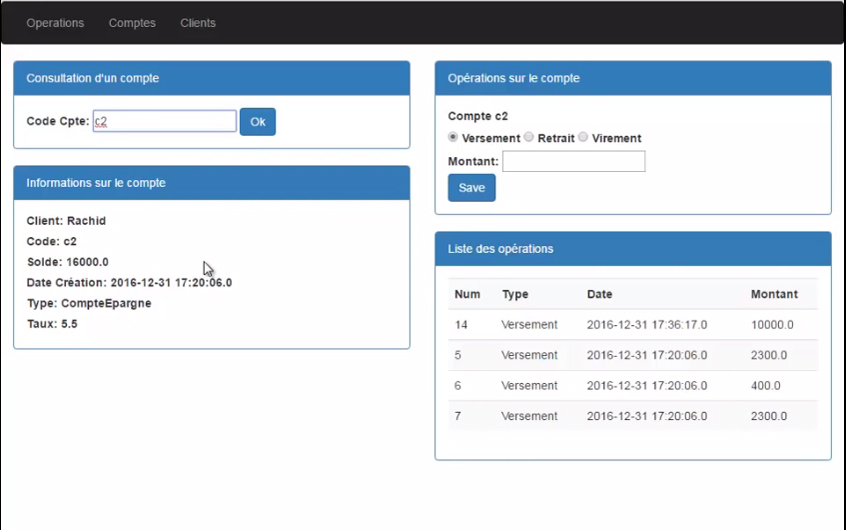 Operations Comptes Clients
Consultation d'un compte
Code Cpte: c2 Ok
Informations sur le compte
Client: Rachid
Code: c2
Solde: 16000.0
Date Création: 2016-12-31 17:20:06.0
Type: CompteEpargne
Taux: 5.5
Opérations sur le compte
Compte c2
Versement Retrait Virement
Montant:
Save
Liste des opérations
Num Type Date Montant
14 Versement 2016-12-31 17:36:17.0 10000.0
5 Versement 2016-12-31 17:20:06.0 2300.0
6 Versement 2016-12-31 17:20:06.0 400.0
7 Versement 2016-12-31 17:20:06.0 2300.0